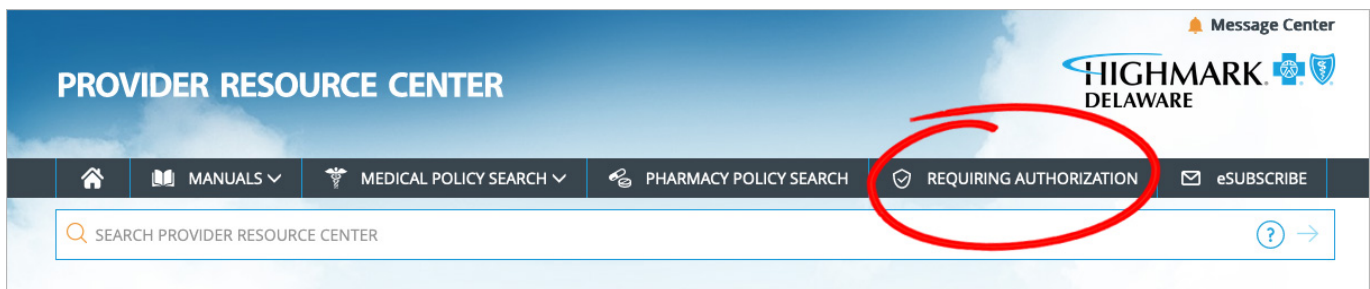 Message Center
PROVIDER RESOURCE CENTER
HIGHMARK
DELAWARE
MANUALS
MEDICAL POLICY SEARCH
PHARMACY POLICY SEARCH
REQUIRING AUTHORIZATION
eSUBSCRIBE
SEARCH PROVIDER RESOURCE CENTER
?